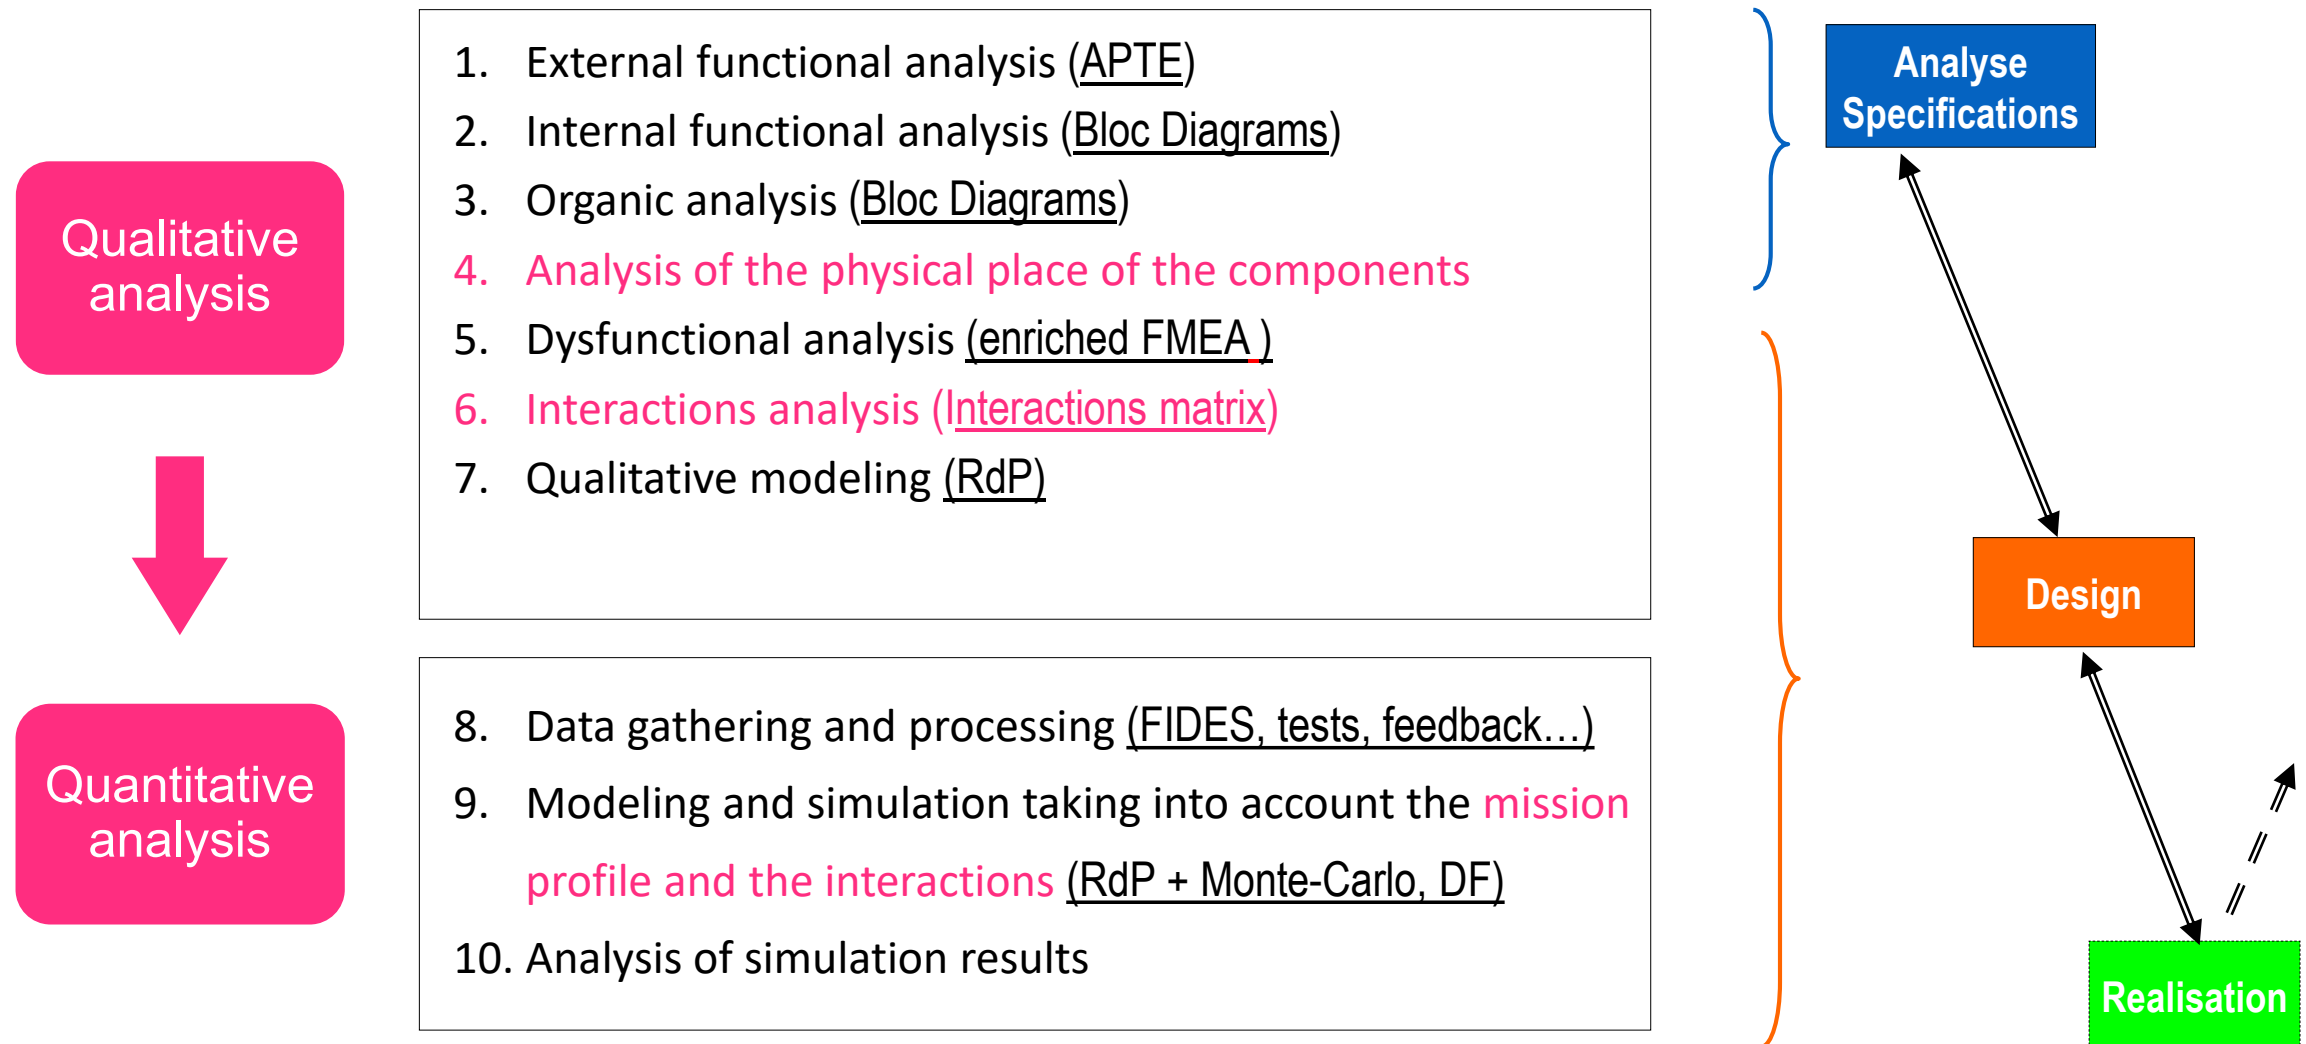 Qualitative
analysis
Quantitative
analysis
1. External functional analysis (APTE)
2. Internal functional analysis (Bloc Diagrams)
3. Organic analysis (Bloc Diagrams)
4. Analysis of the physical place of the components
5. Dysfunctional analysis (enriched FMEA )
6. Interactions analysis (Interactions matrix)
7. Qualitative modeling (RdP)
8. Data gathering and processing (FIDES, tests, feedback…)
9. Modeling and simulation taking into account the mission
profile and the interactions (RdP + Monte-Carlo, DF)
10. Analysis of simulation results
Analyse
Specifications
Design
Realisation